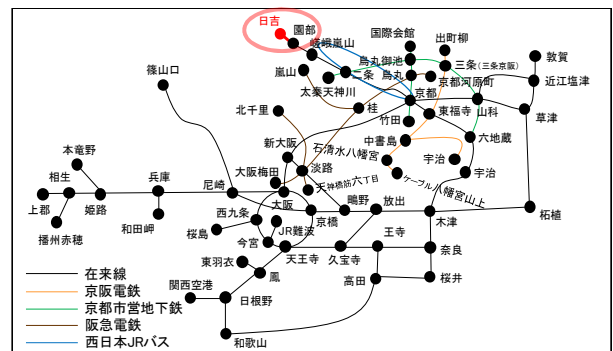 日吉
園部
嵯峨嵐山
国際会館
出町柳
烏丸御池
三条(三条京阪)
敦賀
嵐山
二条
烏丸
京都河原町
近江塩津
篠山口
太秦天神川
京都
山科
桂
東福寺
草津
北千里
竹田
中書島
六地蔵
新大阪
石清水八幡宮
宇治
宇治
本竜野
淡路
ケーブル八幡宮山上
大阪梅田
天神橋筋六丁目
相生
兵庫
尼崎
大阪
鴫野
放出
木津
柘植
上郡
姫路
西九条
京橋
播州赤穂
和田岬
桜島
JR難波
今宮
王寺
奈良
天王寺
久宝寺
東羽衣
鳳
高田
桜井
関西空港
日根野
和歌山
在来線
京阪電鉄
京都市営地下鉄
阪急電鉄
西日本JRバス